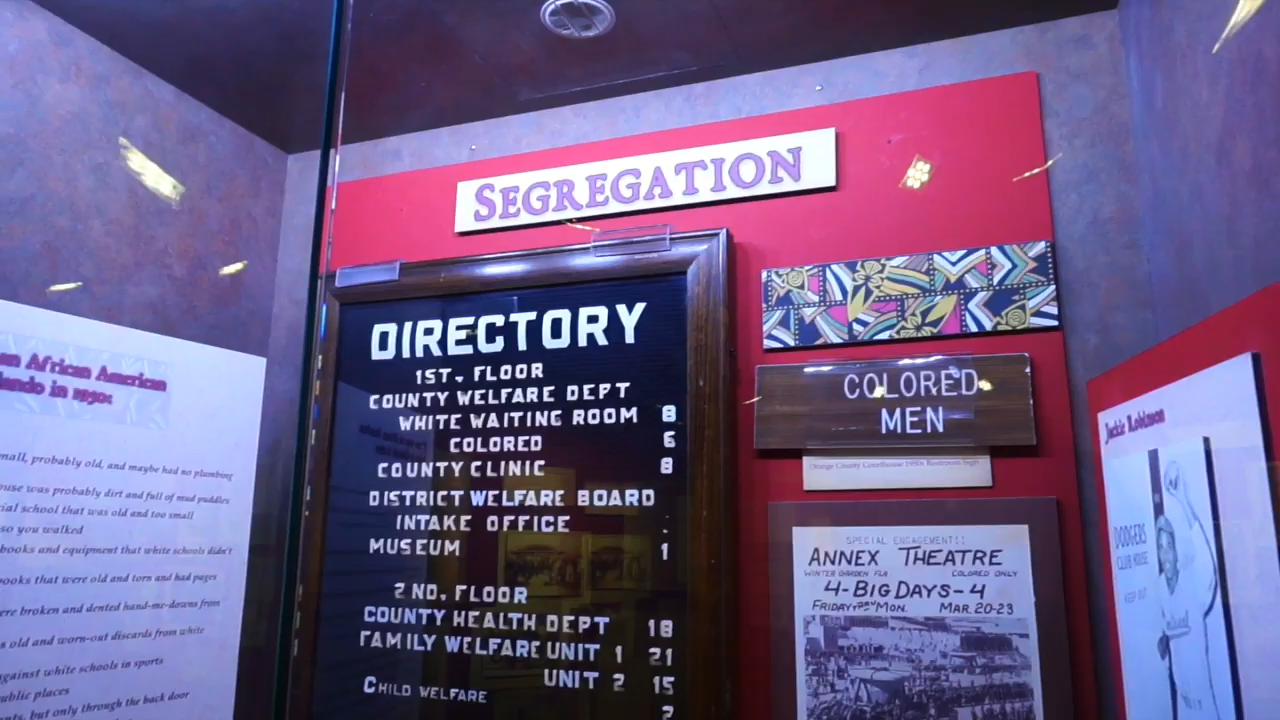 SEGREGATION
DIRECTORY
1ST. FLOOR
COUNTY WELFARE DEPT
WHITE WAITING ROOM 8
COLORED 6
COUNTY CLINIC 8
DISTRICT WELFARE BOARD
INTAKE OFFICE
MUSEUM 1
2ND. FLOOR
COUNTY HEALTH DEPT 18
FAMILY WELFARE UNIT 1 21
UNIT 2 15
CHILD WELFARE
2
COLORED
MEN
Orange County Courthouse 1950s Restroom Sign
SPECIAL ENGAGEMENT!!
ANNEX THEATRE
WINTER GARDEN FLA COLORED ONLY
4-BIG DAYS-4
FRIDAY MON. MAR. 20-23
African American
in 1930:
small, probably old, and maybe had no plumbing
house was probably dirt and full of mud puddles
school that was old and too small
so you walked
books and equipment that white schools didn't
books that were old and torn and had pages
were broken and dented hand-me-downs from
old and worn-out discards from white
against white schools in sports
public places
but only through the back door
Jackie Robinson
DODGERS
CLUB HOUSE
KEEP OUT